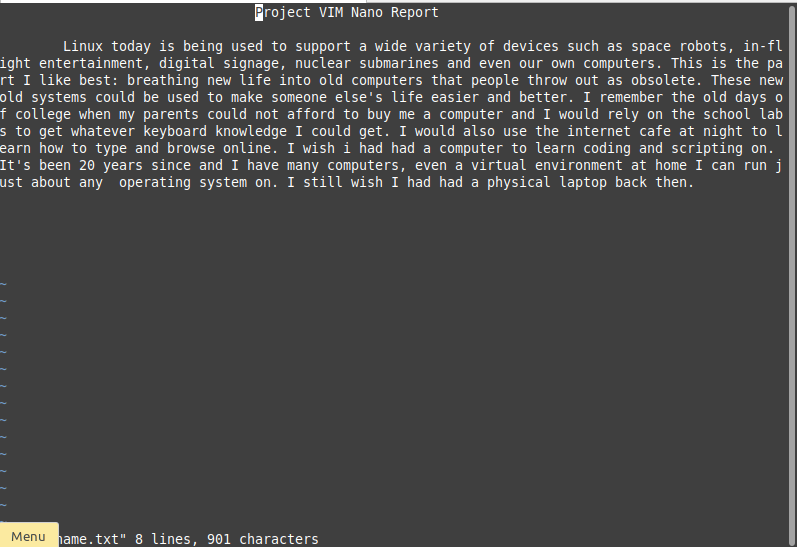 Project VIM Nano Report
Linux today is being used to support a wide variety of devices such as space robots, in-fl
ight entertainment, digital signage, nuclear submarines and even our own computers. This is the pa
rt I like best: breathing new life into old computers that people throw out as obsolete. These new
old systems could be used to make someone else's life easier and better. I remember the old days o
f college when my parents could not afford to buy me a computer and I would rely on the school lab
s to get whatever keyboard knowledge I could get. I would also use the internet cafe at night to l
earn how to type and browse online. I wish i had had a computer to learn coding and scripting on.
It's been 20 years since and I have many computers, even a virtual environment at home I can run j
ust about any  operating system on. I still wish I had had a physical laptop back then.
~
~
~
~
~
~
~
~
~
~
~
~
~
~
Menu name.txt" 8 lines, 901 characters